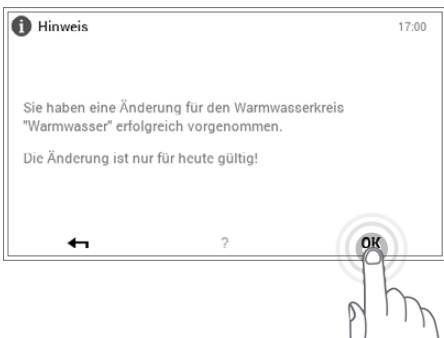 Hinweis 17:00
Sie haben eine Änderung für den Warmwasserkreis
"Warmwasser" erfolgreich vorgenommen.
Die Änderung ist nur für heute gültig!
? OK